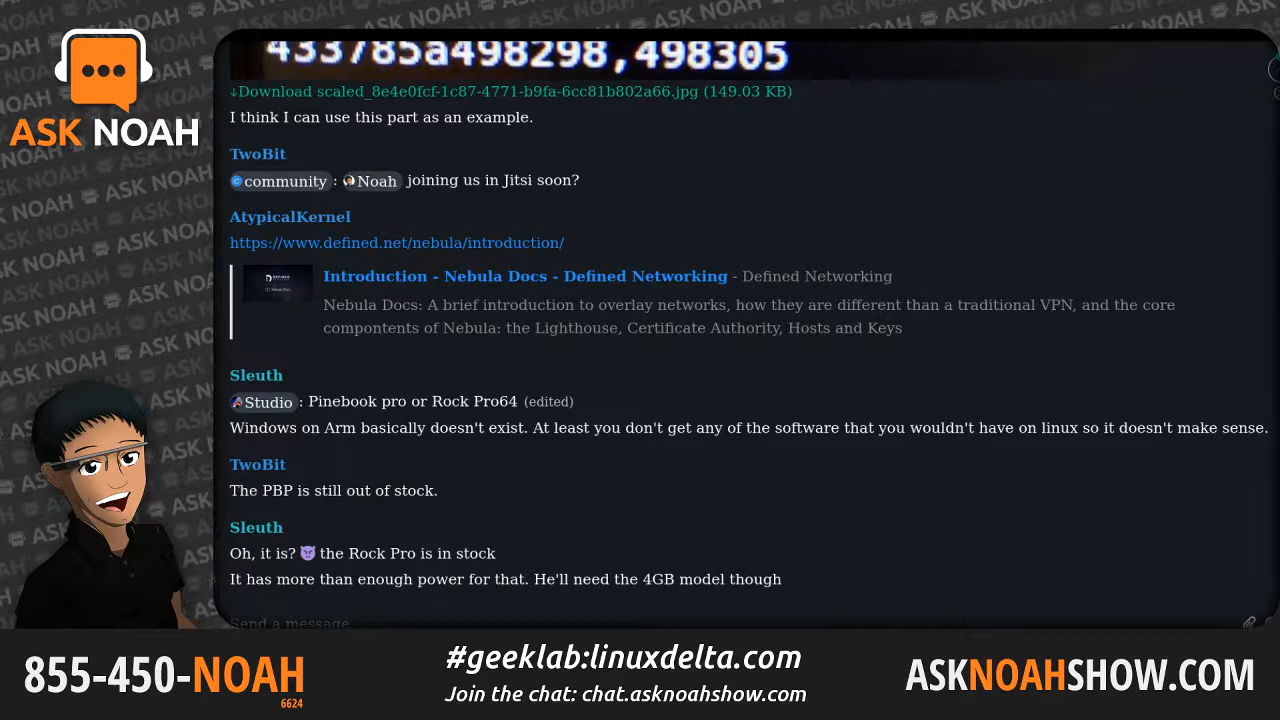 ASK NOAH
433785a498298,498305
↓Download scaled_8e4e0fcf-1c87-4771-b9fa-6cc81b802a66.jpg (149.03 KB)
I think I can use this part as an example.
TwoBit
community : Noah joining us in Jitsi soon?
AtypicalKernel
https://www.defined.net/nebula/introduction/
Introduction - Nebula Docs - Defined Networking - Defined Networking
Nebula Docs: A brief introduction to overlay networks, how they are different than a traditional VPN, and the core
compontents of Nebula: the Lighthouse, Certificate Authority, Hosts and Keys
Sleuth
Studio : Pinebook pro or Rock Pro64 (edited)
Windows on Arm basically doesn't exist. At least you don't get any of the software that you wouldn't have on linux so it doesn't make sense.
TwoBit
The PBP is still out of stock.
Sleuth
Oh, it is? 👿 the Rock Pro is in stock
It has more than enough power for that. He'll need the 4GB model though
Send a message
855-450-NOAH
6624
#geeklab:linuxdelta.com
Join the chat: chat.asknoahshow.com
ASKNOAHSHOW.COM